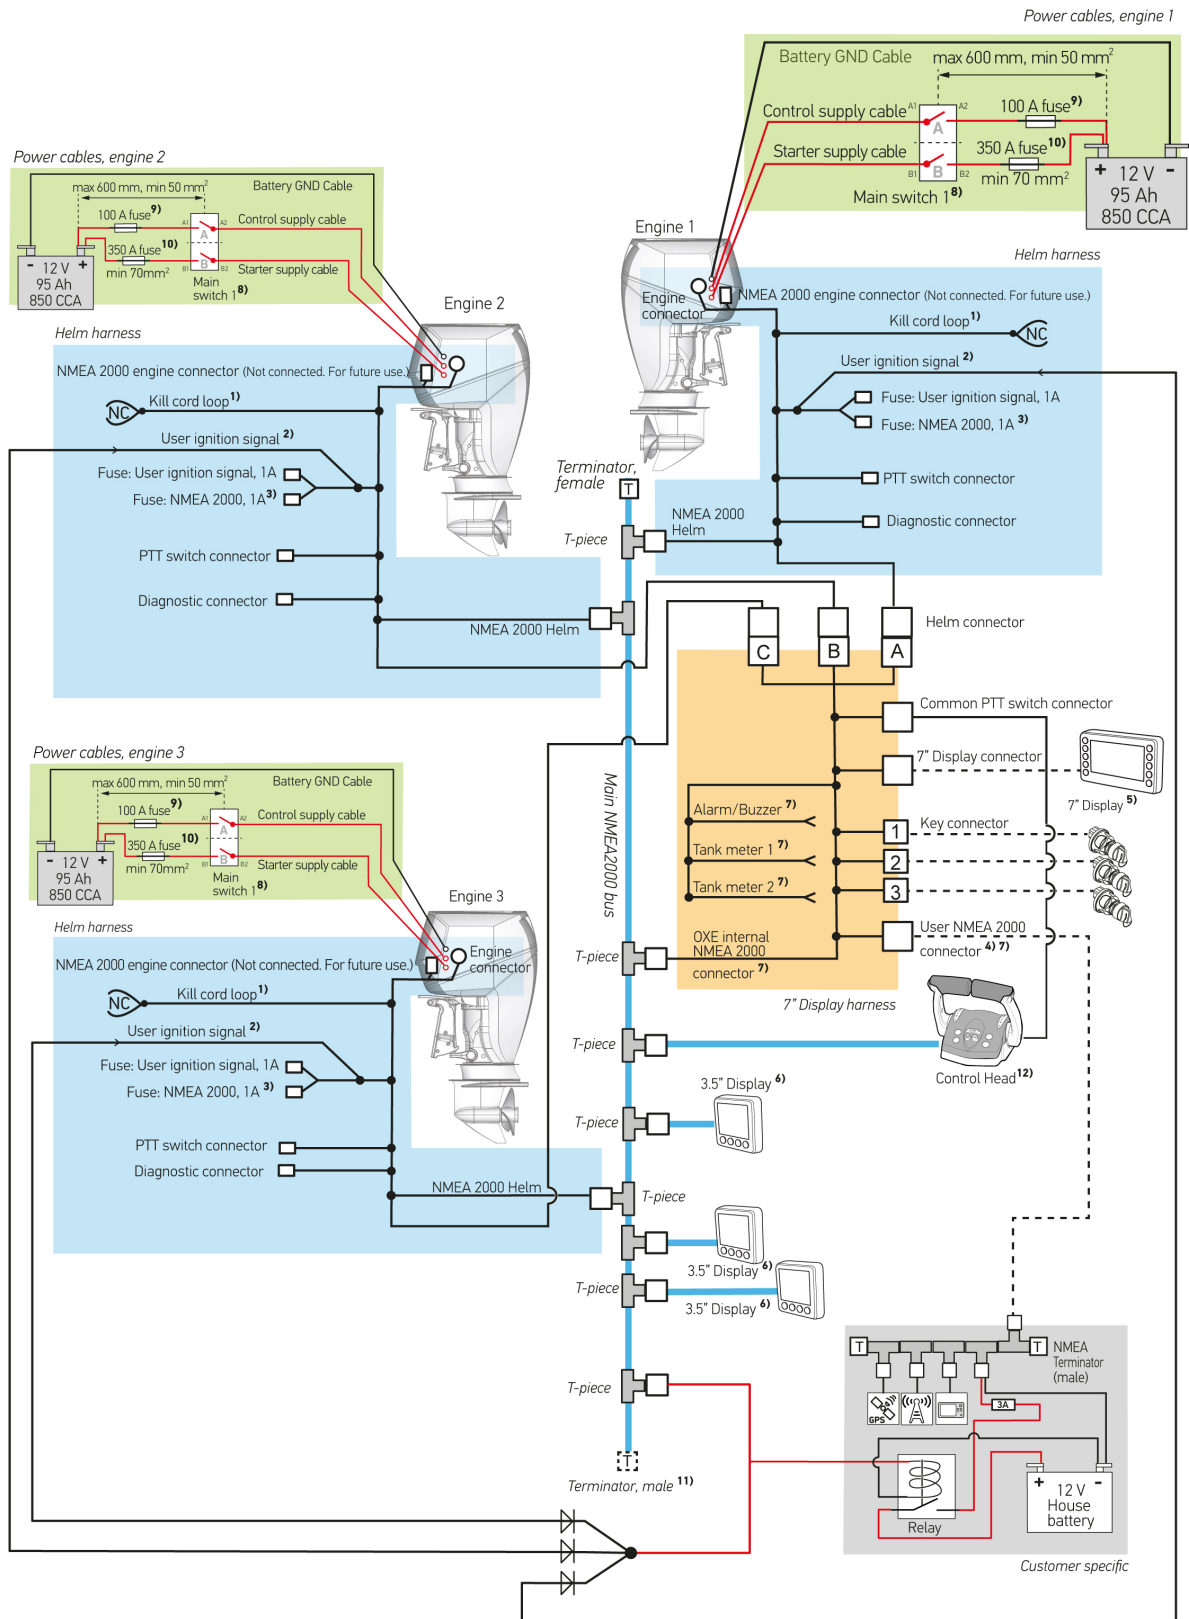 Power cables, engine 1
Battery GND Cable
max 600 mm, min 50 mm²
Control supply cable
A1
A2
A
100 A fuse 9)
Starter supply cable
B1
B2
B
350 A fuse 10)
min 70 mm²
Main switch 1 8)
+ 12 V -
95 Ah
850 CCA
Power cables, engine 2
max 600 mm, min 50 mm²
Battery GND Cable
100 A fuse 9)
A1
A2
A
Control supply cable
350 A fuse 10)
min 70mm²
B1
B2
B
Starter supply cable
Main
switch 1 8)
- 12 V +
95 Ah
850 CCA
Engine 1
Helm harness
Engine
connector
NMEA 2000 engine connector (Not connected. For future use.)
Kill cord loop 1)
NC
User ignition signal 2)
Fuse: User ignition signal, 1A
Fuse: NMEA 2000, 1A 3)
PTT switch connector
Diagnostic connector
NMEA 2000
Helm
Engine 2
Helm harness
NMEA 2000 engine connector (Not connected. For future use.)
NC
Kill cord loop 1)
User ignition signal 2)
Fuse: User ignition signal, 1A
Fuse: NMEA 2000, 1A 3)
PTT switch connector
Diagnostic connector
NMEA 2000 Helm
Terminator,
female
T
T-piece
Helm connector
C
B
A
Common PTT switch connector
7” Display connector
7” Display 5)
Alarm/Buzzer 7)
Tank meter 1 7)
Tank meter 2 7)
1
Key connector
2
3
User NMEA 2000
connector 4) 7)
OXE internal
NMEA 2000
connector 7)
7” Display harness
Main NMEA2000 bus
Power cables, engine 3
max 600 mm, min 50 mm²
Battery GND Cable
100 A fuse 9)
A1
A2
A
Control supply cable
350 A fuse 10)
min 70mm²
B1
B2
B
Starter supply cable
Main
switch 1 8)
- 12 V +
95 Ah
850 CCA
Engine 3
Helm harness
Engine
connector
NMEA 2000 engine connector (Not connected. For future use.)
NC
Kill cord loop 1)
User ignition signal 2)
Fuse: User ignition signal, 1A
Fuse: NMEA 2000, 1A 3)
PTT switch connector
Diagnostic connector
NMEA 2000 Helm
T-piece
T-piece
Control Head 12)
T-piece
3.5” Display 6)
T-piece
3.5” Display 6)
T-piece
3.5” Display 6)
T-piece
T
Terminator, male 11)
T
T
NMEA
Terminator
(male)
GPS
3A
Relay
+ 12 V -
House
battery
Customer specific